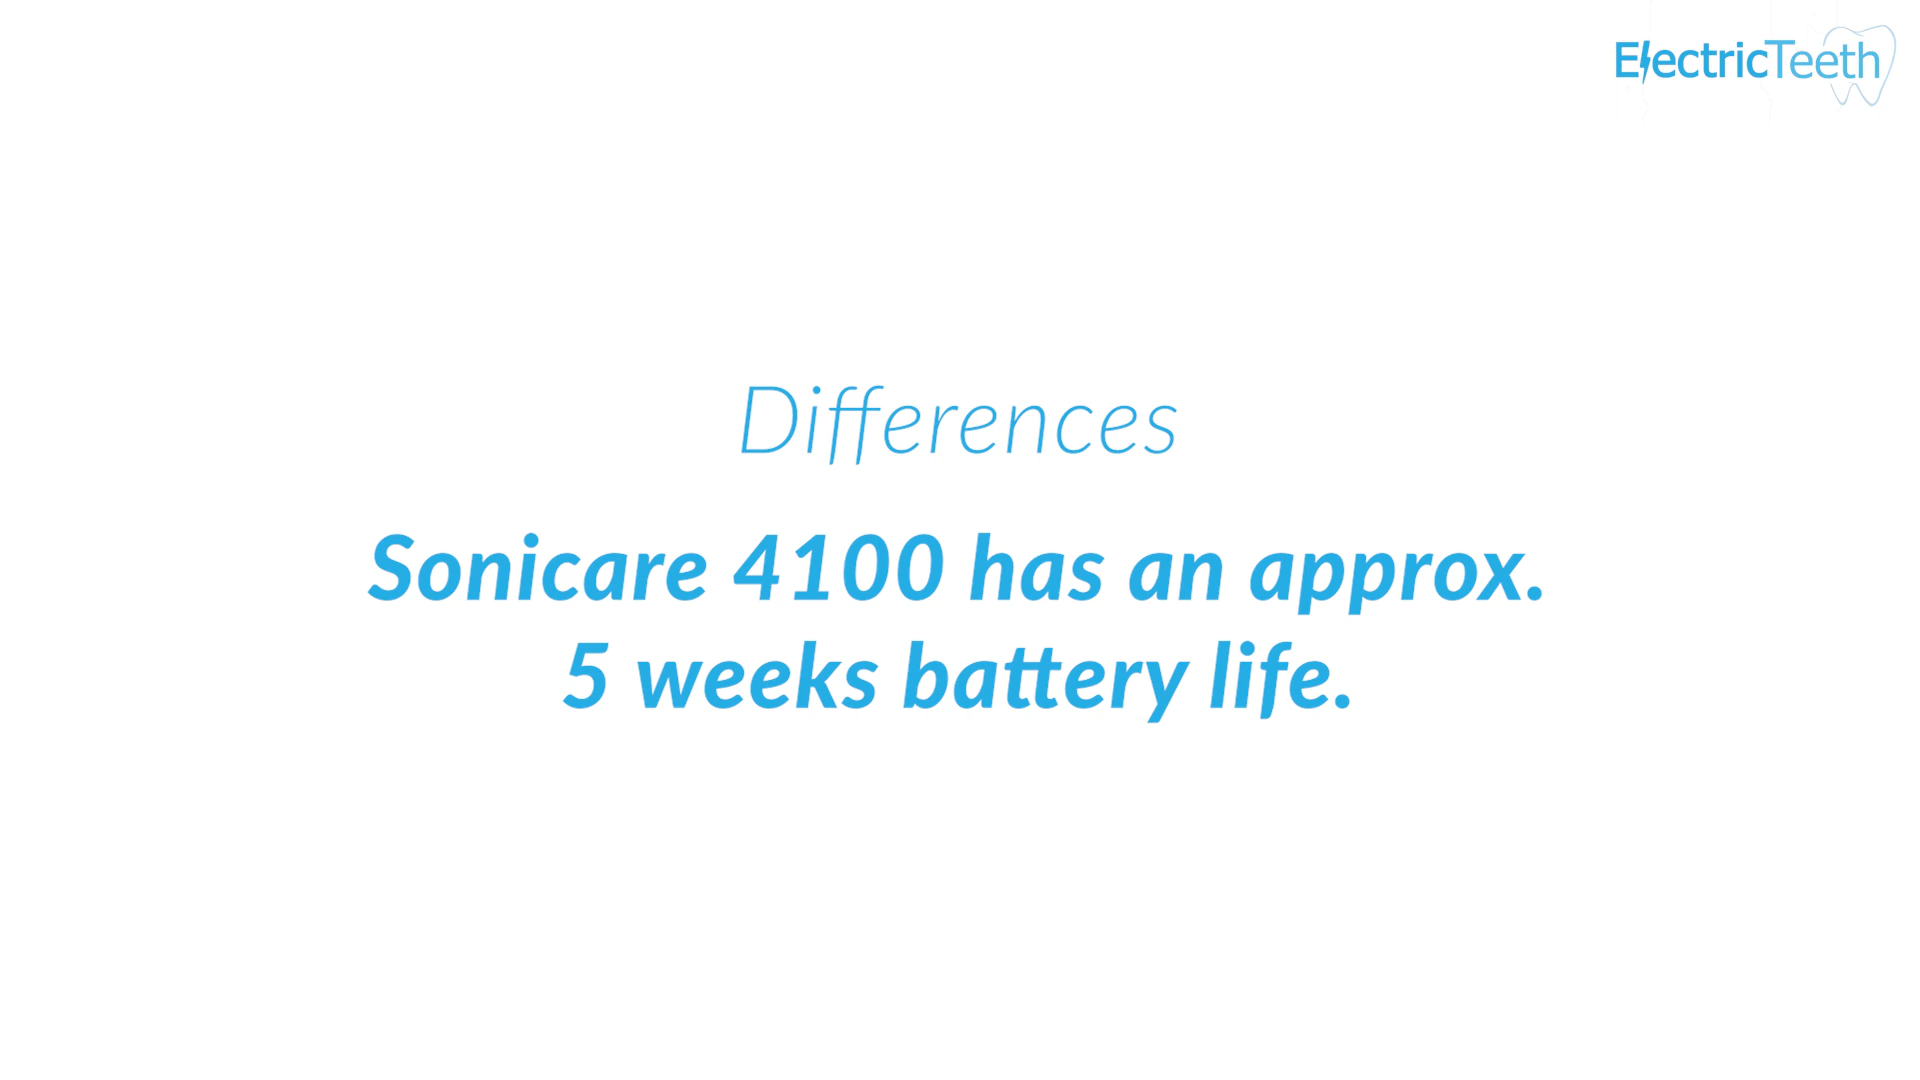 ElectricTeeth
Differences
Sonicare 4100 has an approx.
5 weeks battery life.